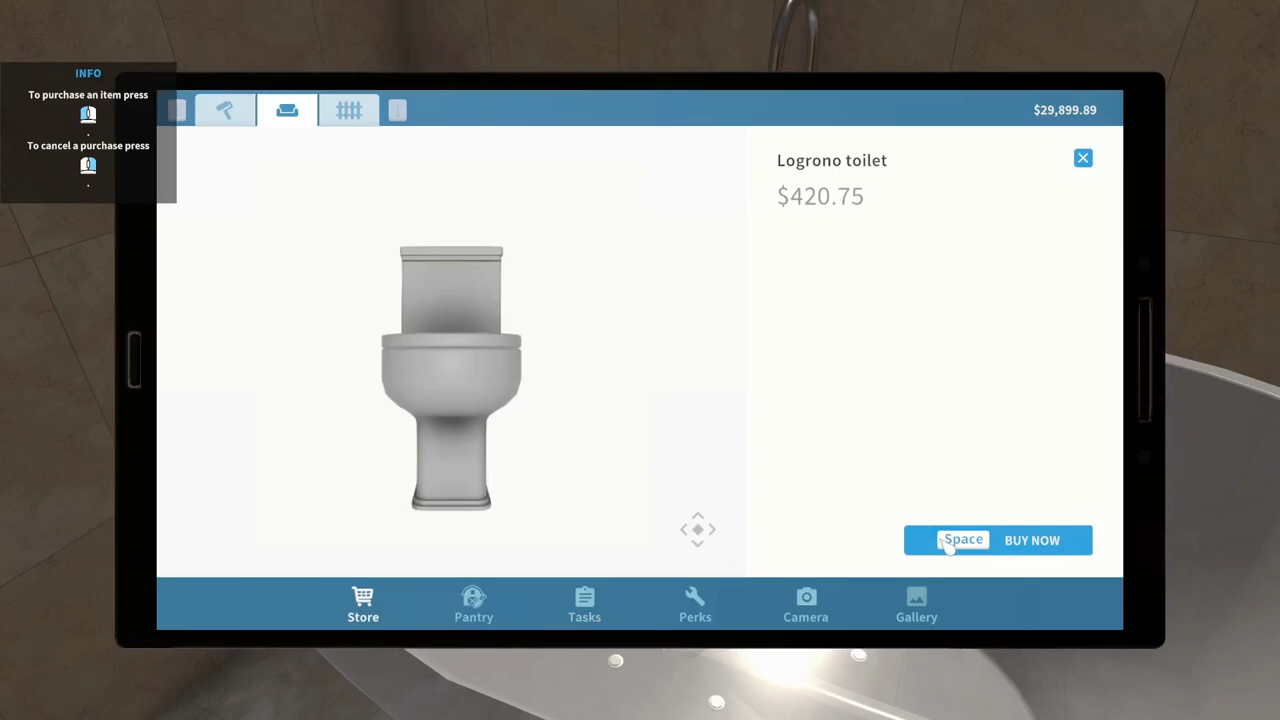 INFO
To purchase an item press
.
To cancel a purchase press
.
$29,899.89
Logrono toilet
$420.75
Space BUY NOW
Store Pantry Tasks Perks Camera Gallery